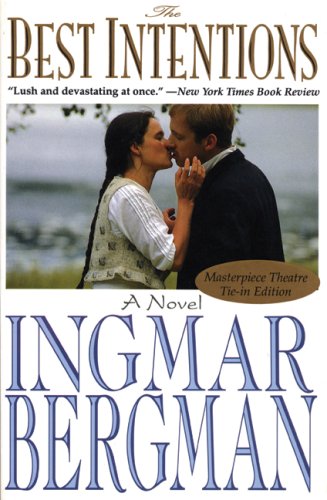 The
BEST INTENTIONS
“Lush and devastating at once.” —New York Times Book Review
Masterpiece Theatre
Tie-in Edition
A Novel
INGMAR
BERGMAN